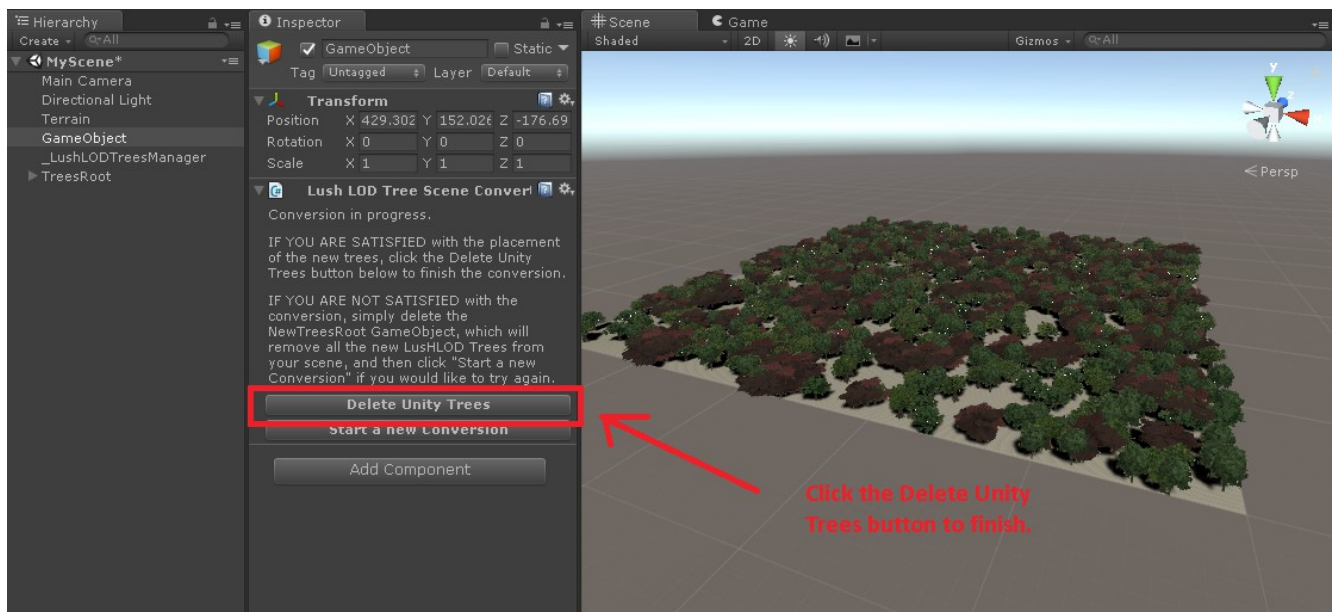 Hierarchy
Create
All
MyScene*
Main Camera
Directional Light
Terrain
GameObject
_LushLODTreesManager
TreesRoot
Inspector
GameObject
Static
Tag Untagged Layer Default
Transform
Position X 429.302 Y 152.026 Z -176.69
Rotation X 0 Y 0 Z 0
Scale X 1 Y 1 Z 1
Lush LOD Tree Scene Convert
Conversion in progress.
IF YOU ARE SATISFIED with the placement
of the new trees, click the Delete Unity
Trees button below to finish the conversion.
IF YOU ARE NOT SATISFIED with the
conversion, simply delete the
NewTreesRoot GameObject, which will
remove all the new LusHLOD Trees from
your scene, and then click "Start a new
Conversion" if you would like to try again.
Delete Unity Trees
Start a new Conversion
Add Component
Scene
Game
Shaded 2D Gizmos All
y
z
x
Persp
Click the Delete Unity
Trees button to finish.